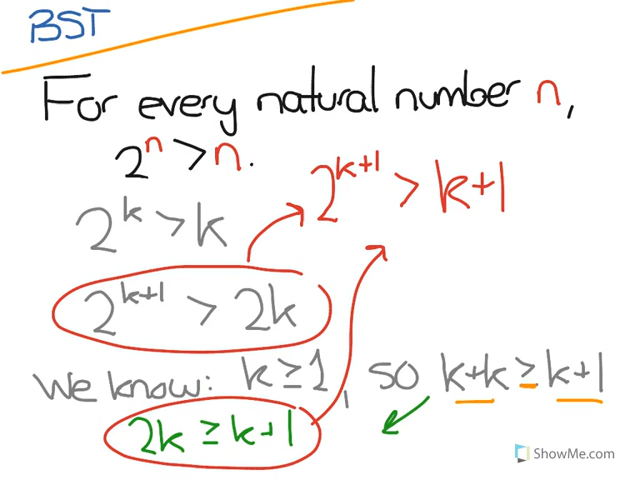 BST
For every natural number n,
2ⁿ > n.
2ᵏ⁺¹ > k+1
2ᵏ > k
2ᵏ⁺¹ > 2k
We know: k ≥ 1, so k+k ≥ k+1
2k ≥ k+1
ShowMe.com